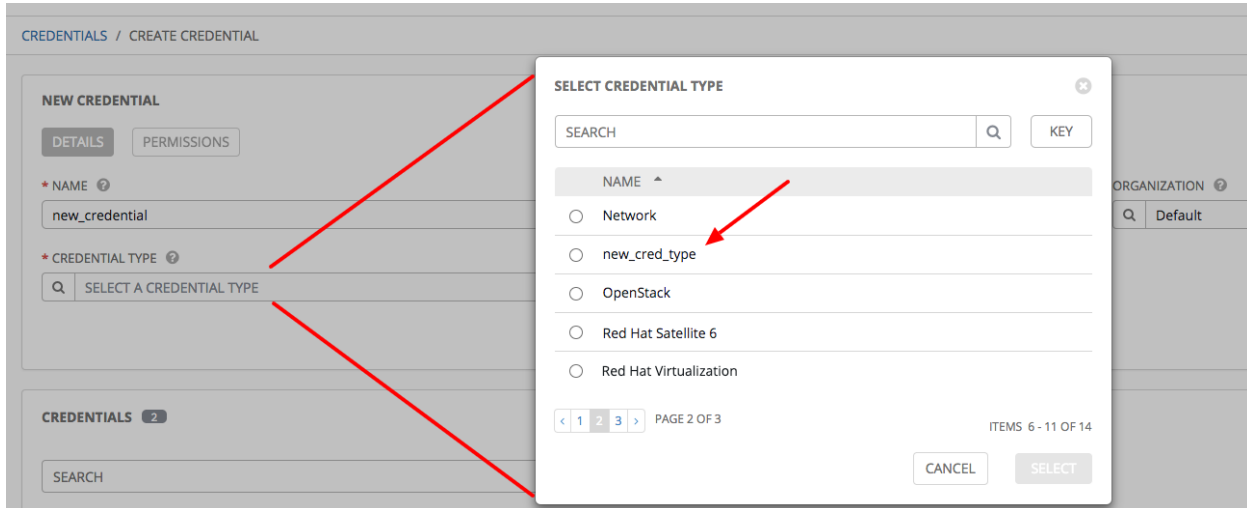 CREDENTIALS / CREATE CREDENTIAL
NEW CREDENTIAL
DETAILS PERMISSIONS
* NAME
new_credential
* CREDENTIAL TYPE
SELECT A CREDENTIAL TYPE
CREDENTIALS 2
SEARCH
SELECT CREDENTIAL TYPE
SEARCH KEY
NAME
Network
new_cred_type
OpenStack
Red Hat Satellite 6
Red Hat Virtualization
< 1 2 3 > PAGE 2 OF 3
ITEMS 6 - 11 OF 14
CANCEL SELECT
ORGANIZATION
Default